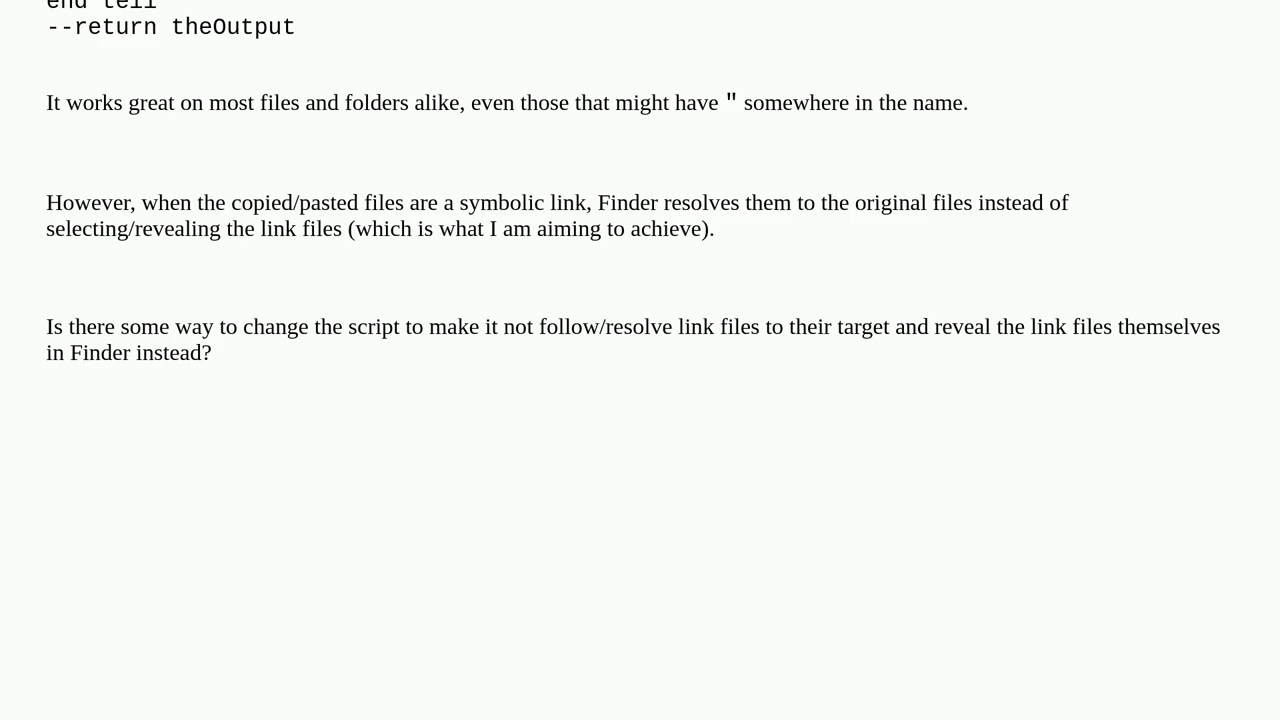 end tell
--return theOutput
It works great on most files and folders alike, even those that might have " somewhere in the name.
However, when the copied/pasted files are a symbolic link, Finder resolves them to the original files instead of
selecting/revealing the link files (which is what I am aiming to achieve).
Is there some way to change the script to make it not follow/resolve link files to their target and reveal the link files themselves
in Finder instead?